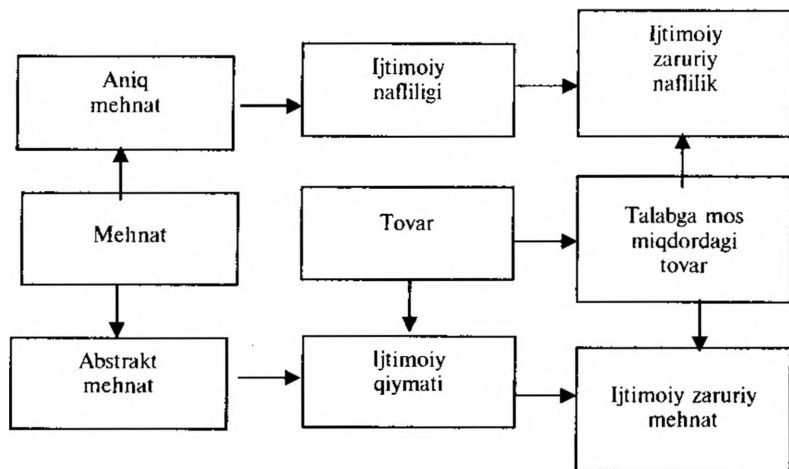 Aniq
mehnat
Ijtimoiy
nafliligi
Ijtimoiy
zaruriy
naflilik
Mehnat
Tovar
Talabga mos
miqdordagi
tovar
Abstrakt
mehnat
Ijtimoiy
qiymati
Ijtimoiy zaruriy
mehnat